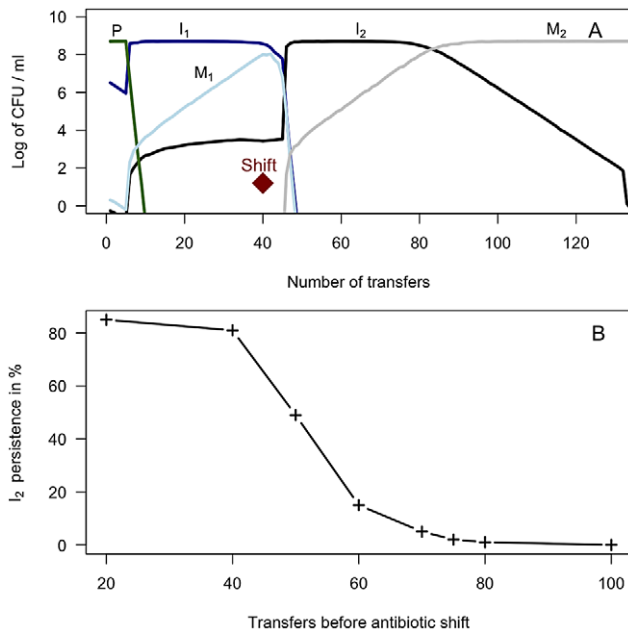 A
P
I₁
I₂
M₂
M₁
Shift
Log of CFU / ml
10
8
6
4
2
0
0 20 40 60 80 100 120
Number of transfers
B
I₂ persistence in %
80
60
40
20
0
20 40 60 80 100
Transfers before antibiotic shift